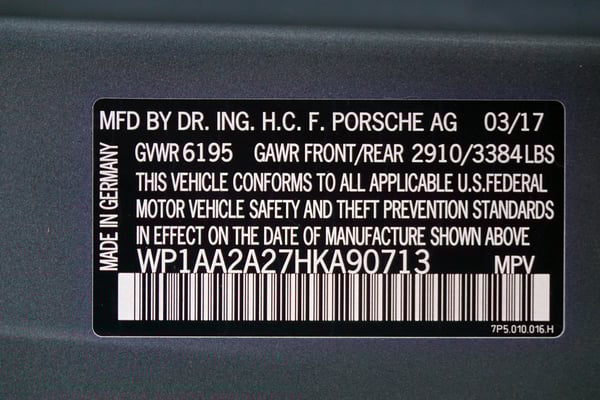 MFD BY DR. ING. H.C. F. PORSCHE AG 03/17
GVWR 6195 GAWR FRONT/REAR 2910/3384 LBS
THIS VEHICLE CONFORMS TO ALL APPLICABLE U.S.FEDERAL
MOTOR VEHICLE SAFETY AND THEFT PREVENTION STANDARDS
IN EFFECT ON THE DATE OF MANUFACTURE SHOWN ABOVE
WP1AA2A27HKA90713 MPV
MADE IN GERMANY
7P5.010.016.H